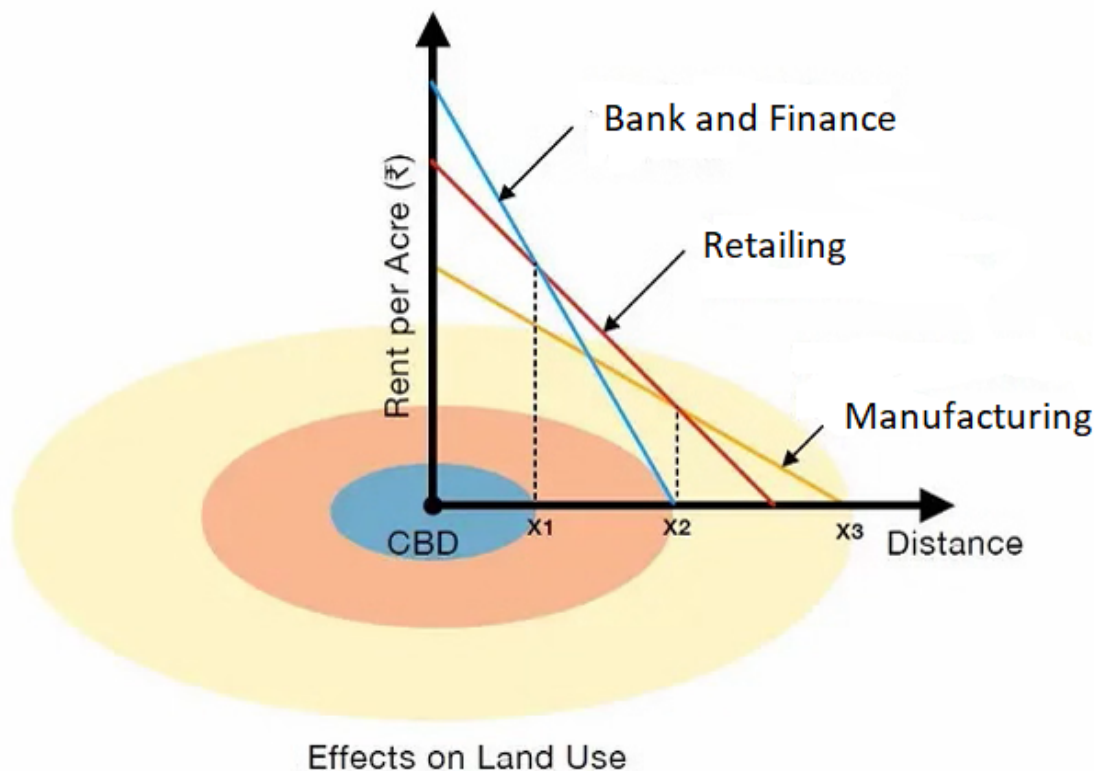 Bank and Finance
Rent per Acre (₹)
Retailing
Manufacturing
CBD
X1
X2
X3
Distance
Effects on Land Use